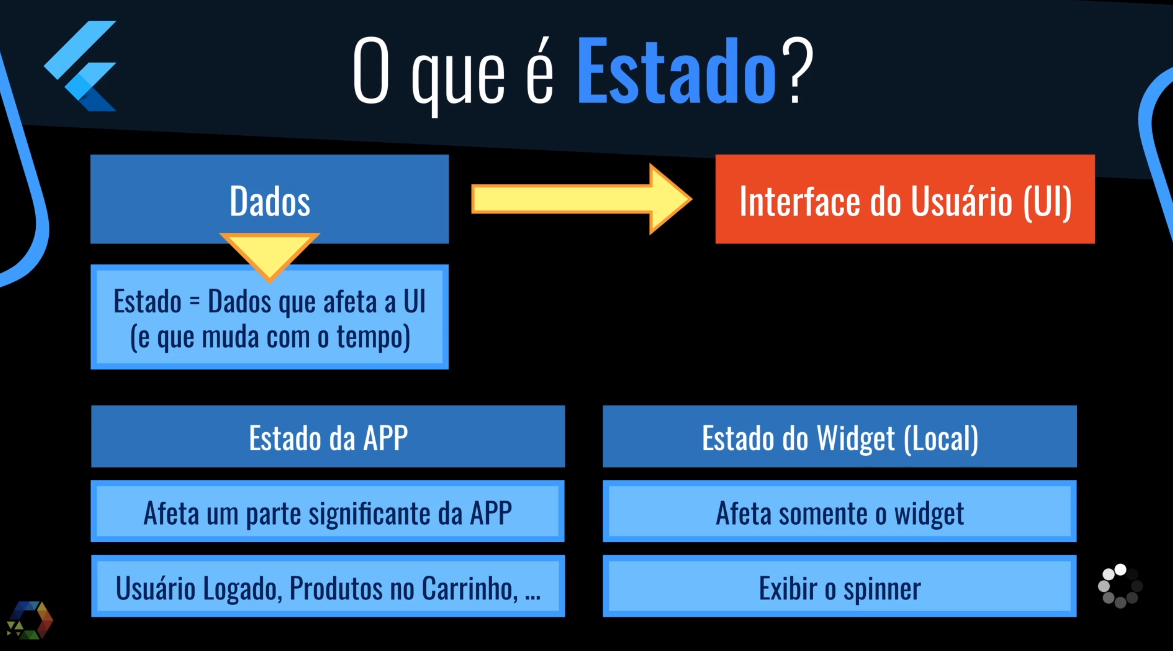 O que é Estado?
Dados
Interface do Usuário (UI)
Estado = Dados que afeta a UI
(e que muda com o tempo)
Estado da APP
Estado do Widget (Local)
Afeta um parte significante da APP
Afeta somente o widget
Usuário Logado, Produtos no Carrinho, ...
Exibir o spinner